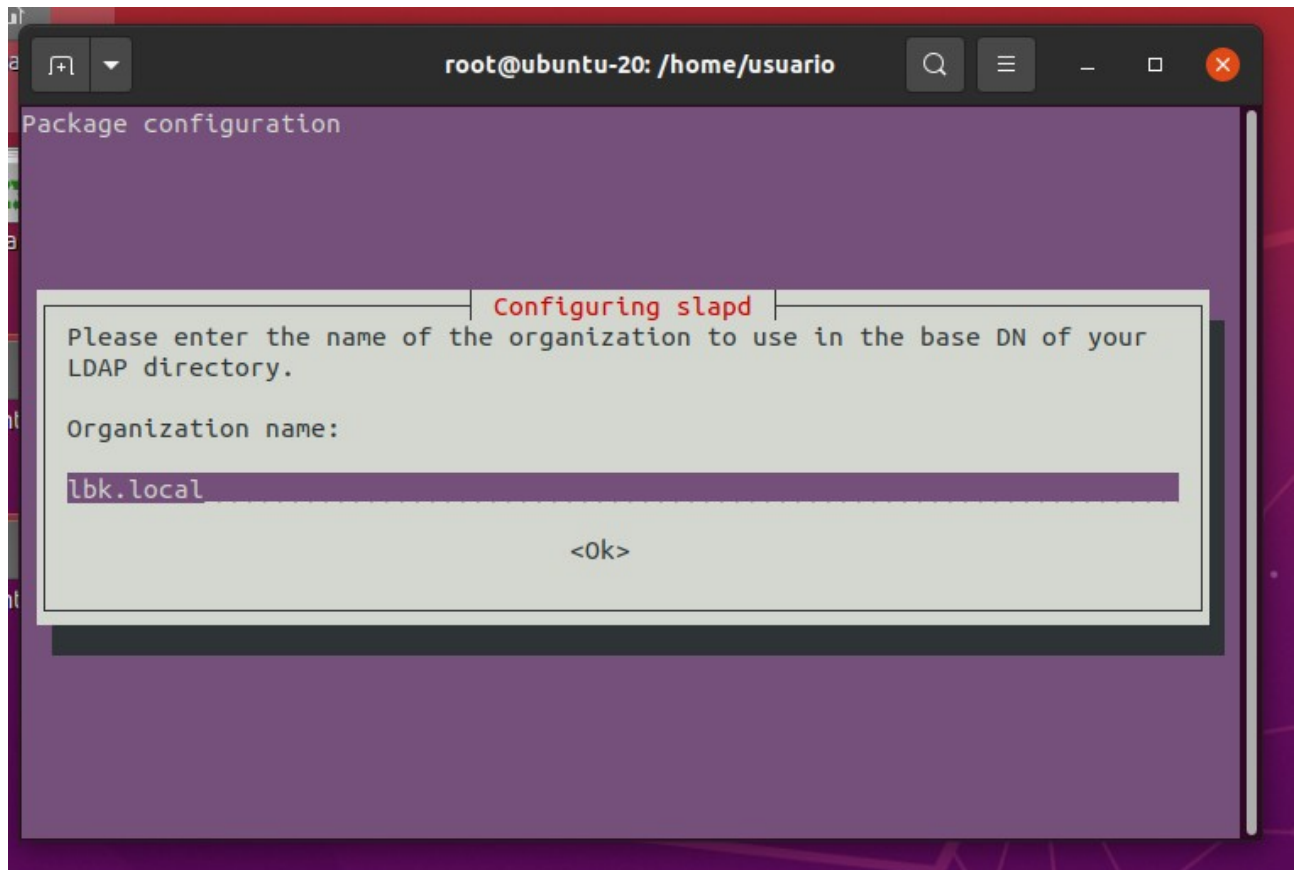 root@ubuntu-20: /home/usuario
Package configuration
Configuring slapd
Please enter the name of the organization to use in the base DN of your
LDAP directory.
Organization name:
lbk.local
<Ok>